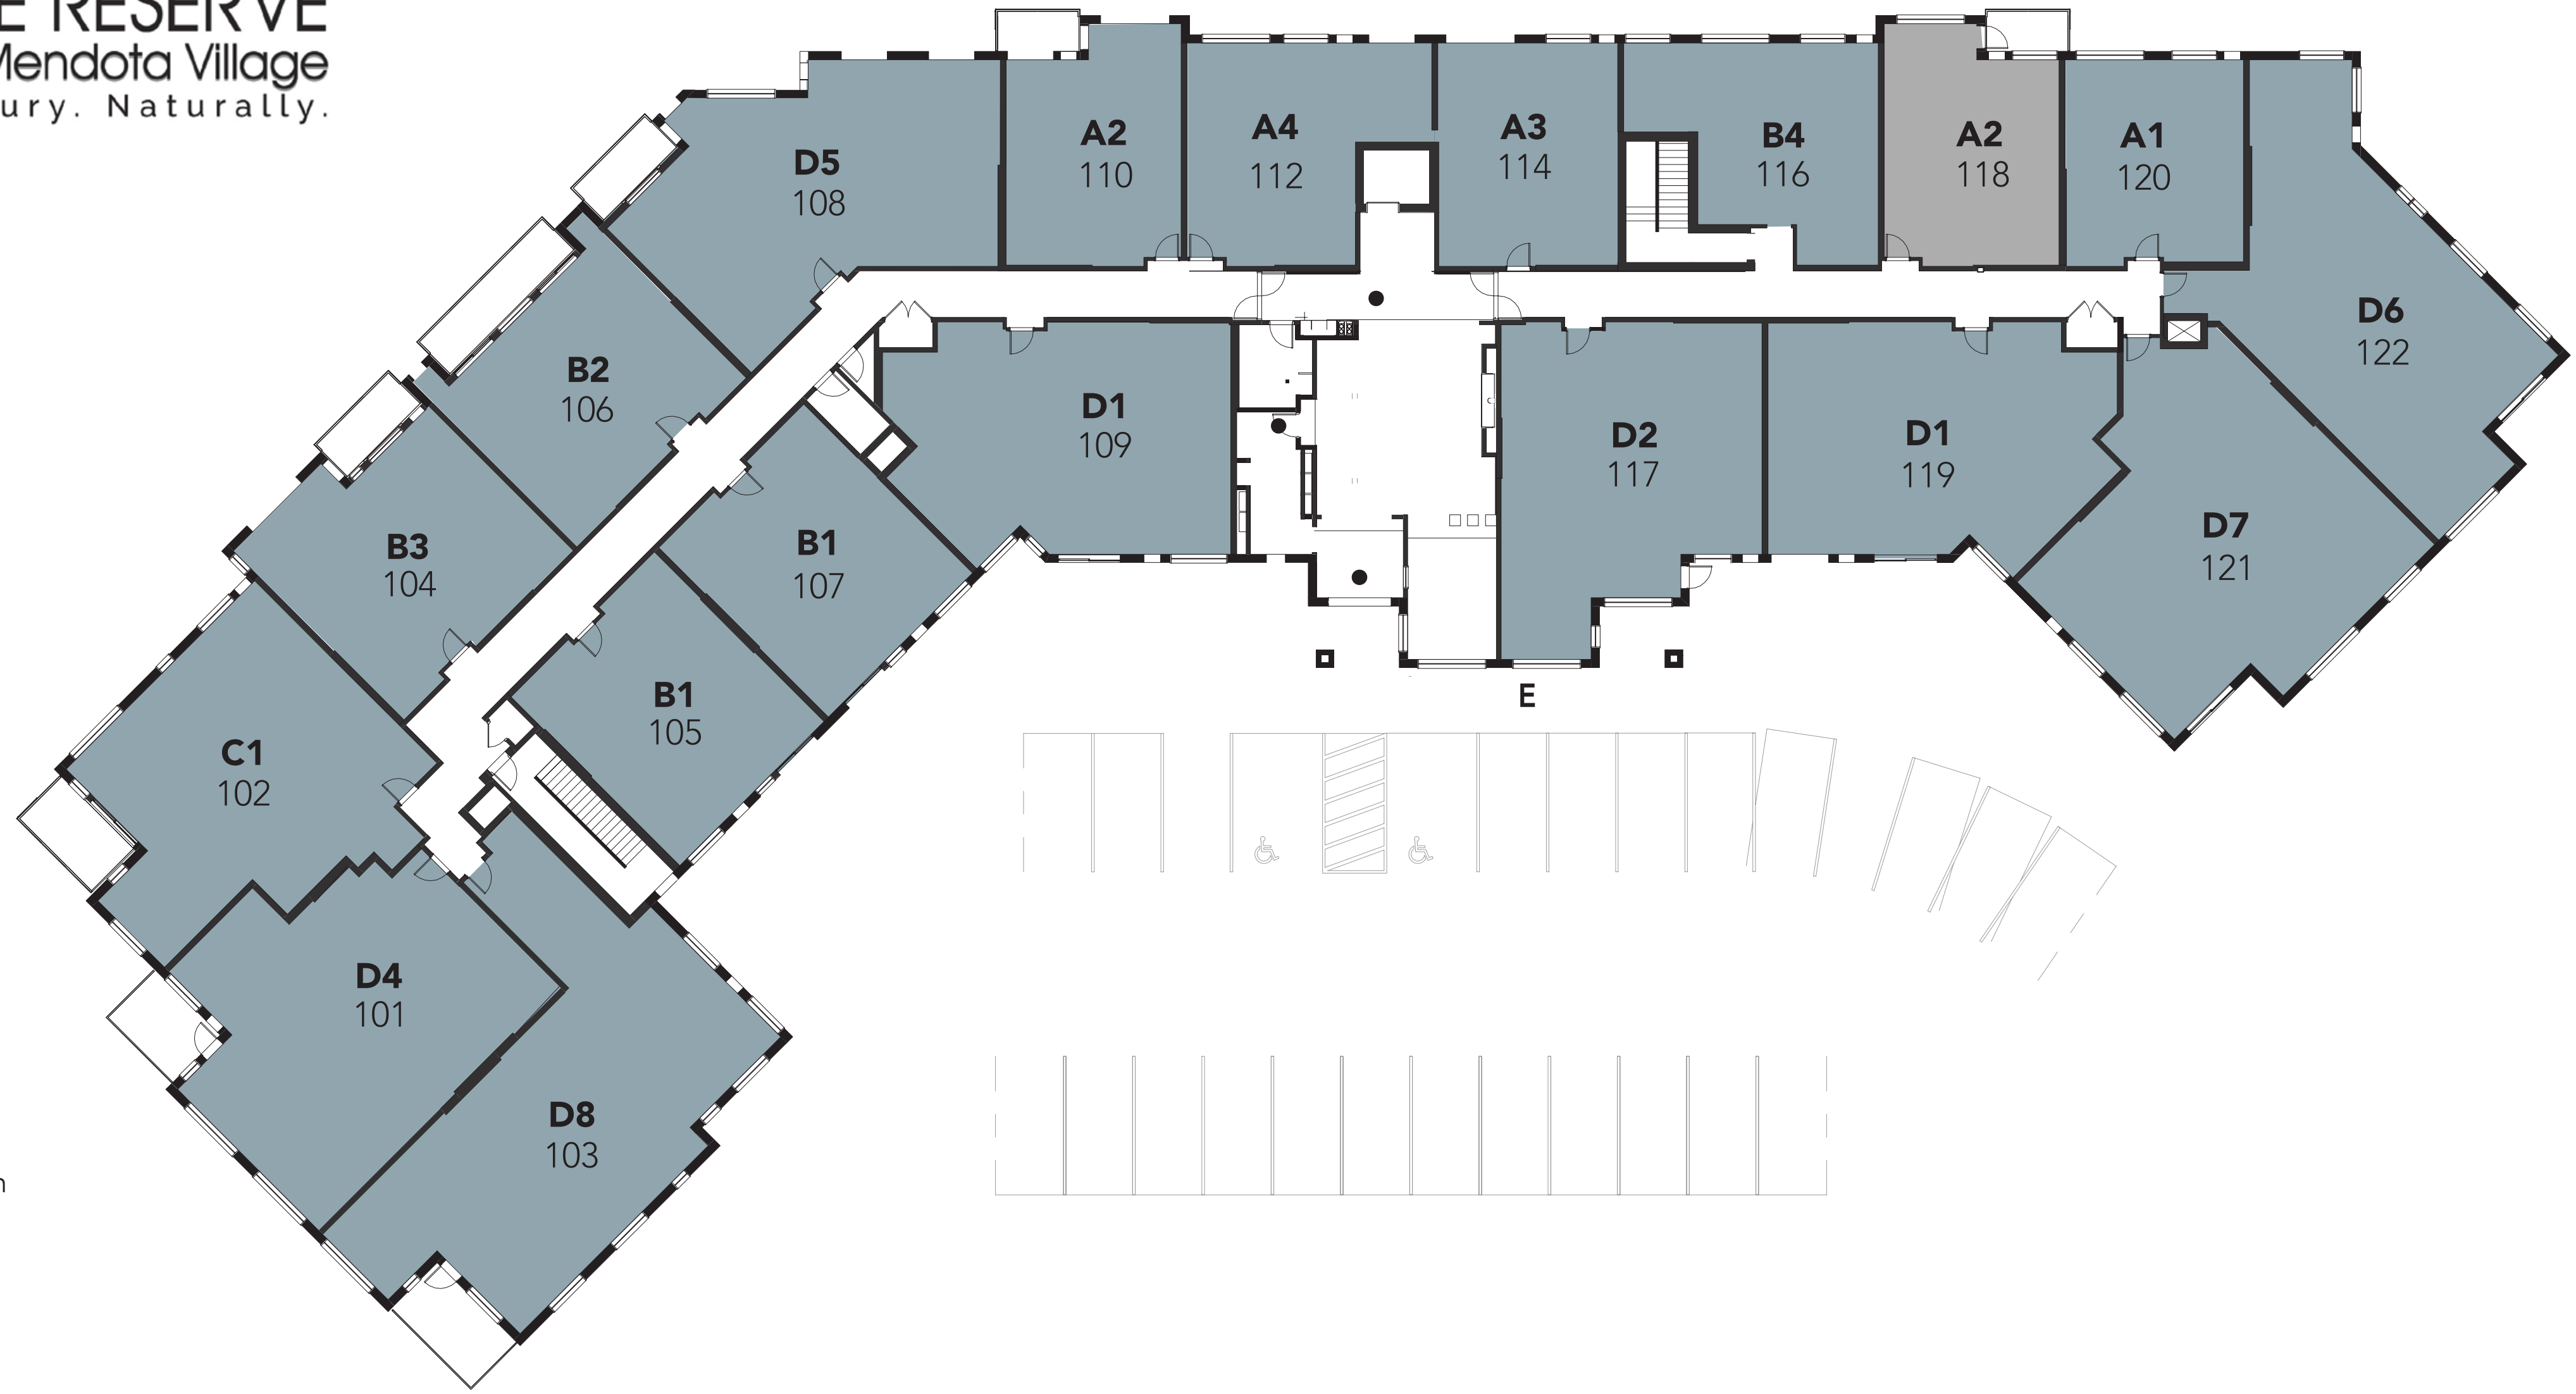 E RESERVE
Mendota Village
ury. Naturally.
D5
108
A2
110
A4
112
A3
114
B4
116
A2
118
A1
120
D6
122
B2
106
D1
109
D2
117
D1
119
D7
121
B3
104
B1
107
B1
105
C1
102
D4
101
D8
103
E
n